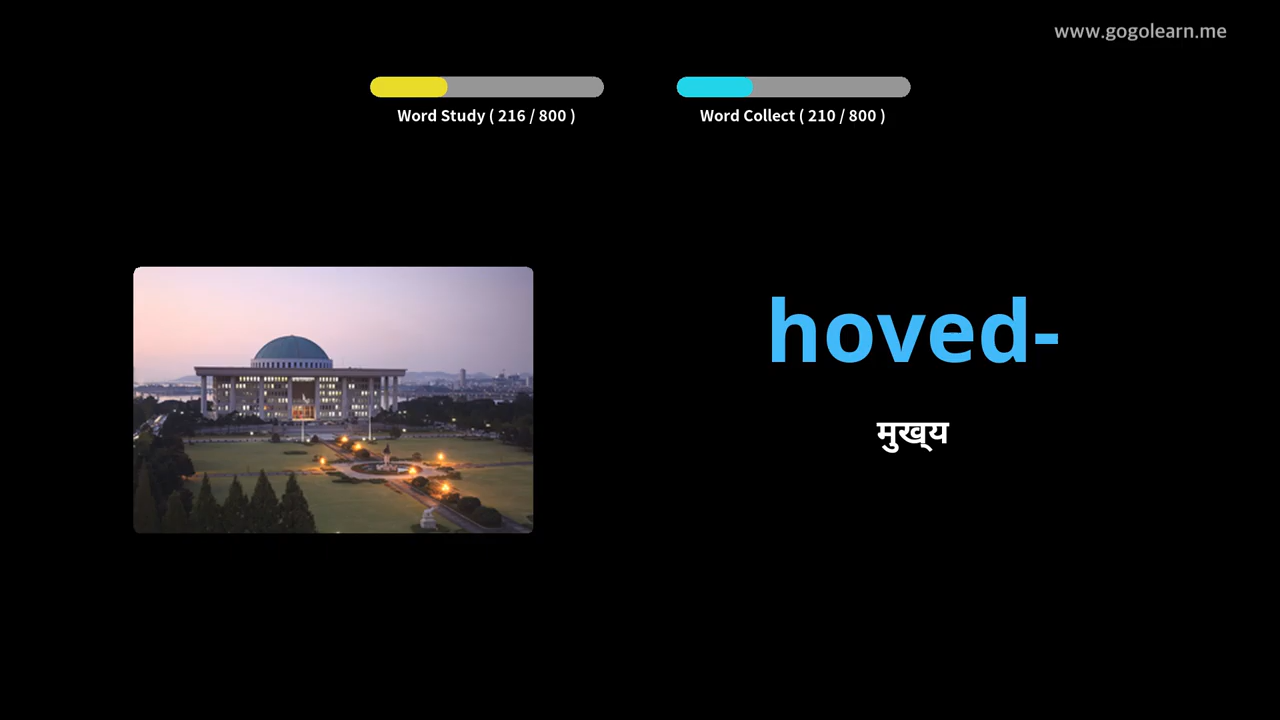 www.gogolearn.me
Word Study ( 216 / 800 )
Word Collect ( 210 / 800 )
hoved-
मुख्य